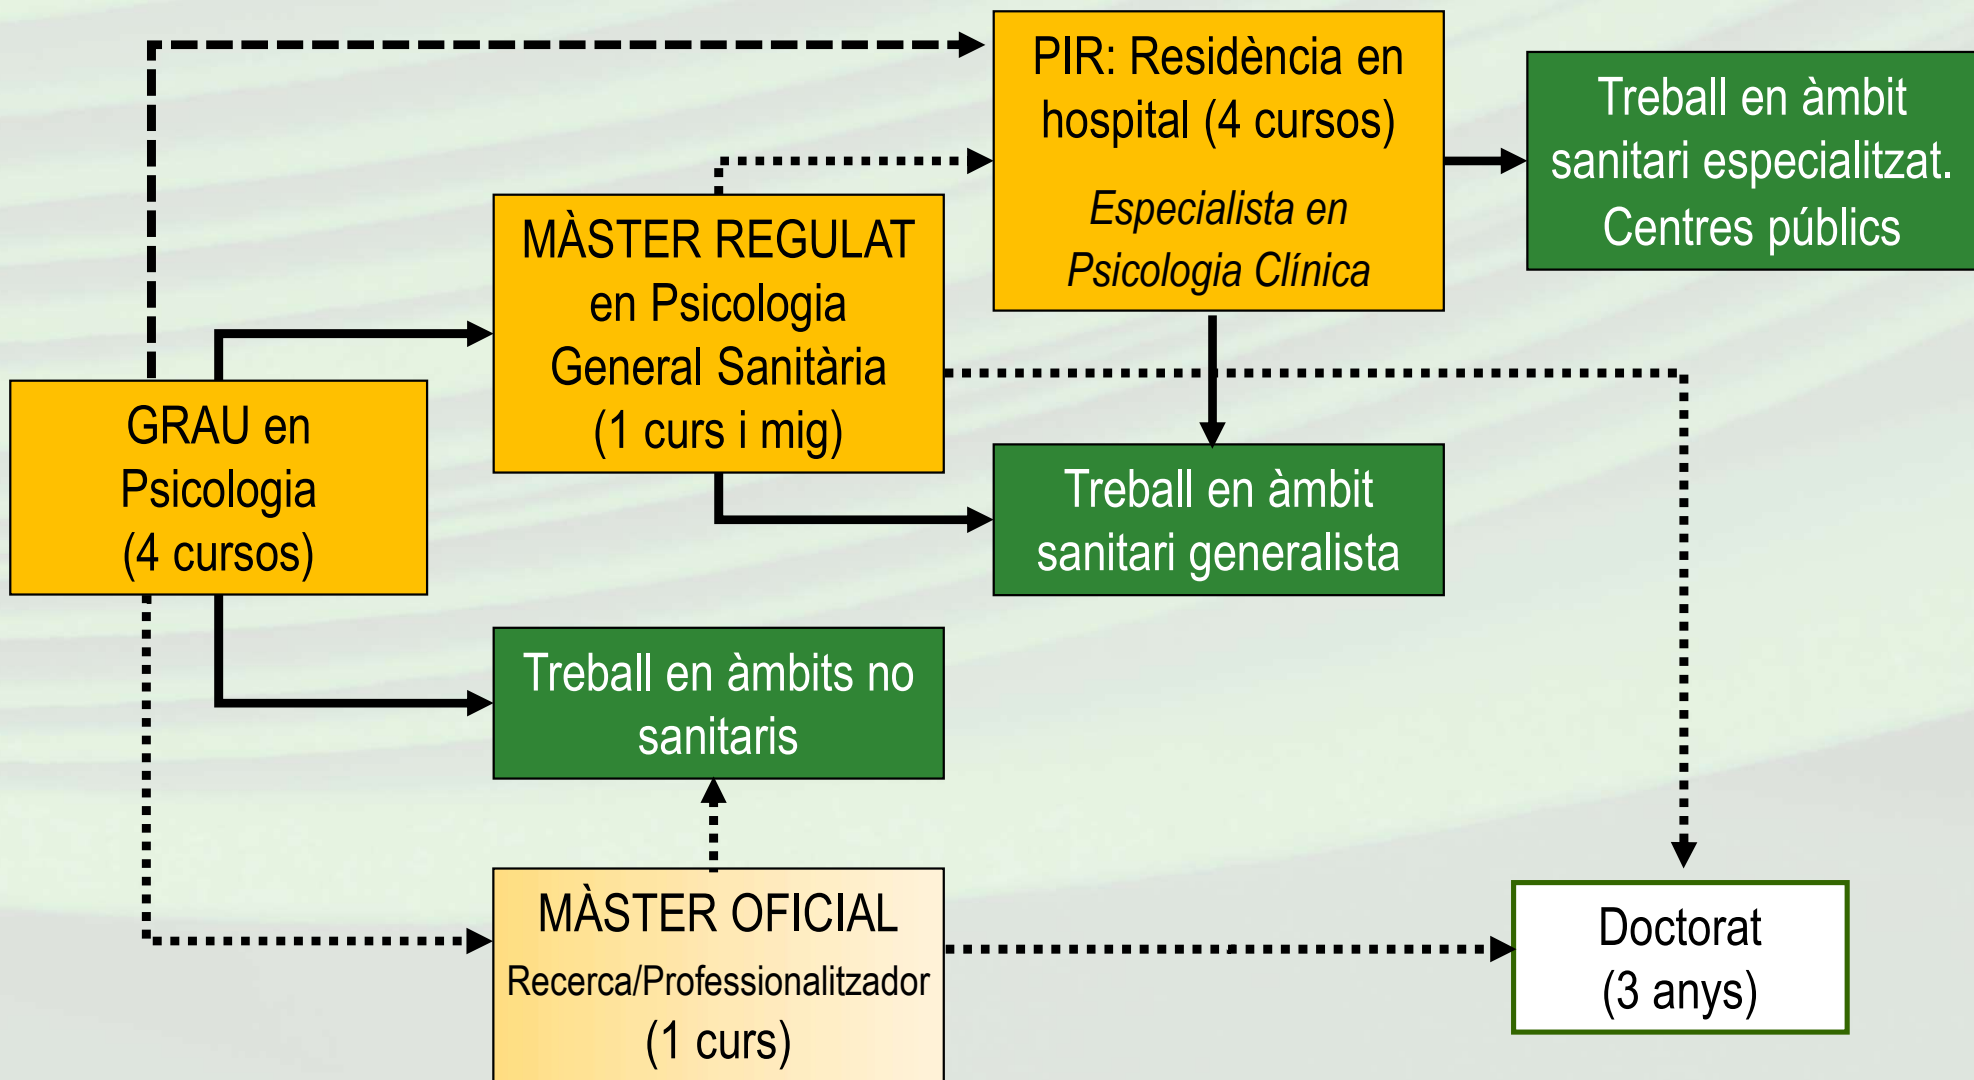 PIR: Residència en
hospital (4 cursos)
Especialista en
Psicologia Clínica
Treball en àmbit
sanitari especialitzat.
Centres públics
MÀSTER REGULAT
en Psicologia
General Sanitària
(1 curs i mig)
GRAU en
Psicologia
(4 cursos)
Treball en àmbit
sanitari generalista
Treball en àmbits no
sanitaris
MÀSTER OFICIAL
Recerca/Professionalitzador
(1 curs)
Doctorat
(3 anys)